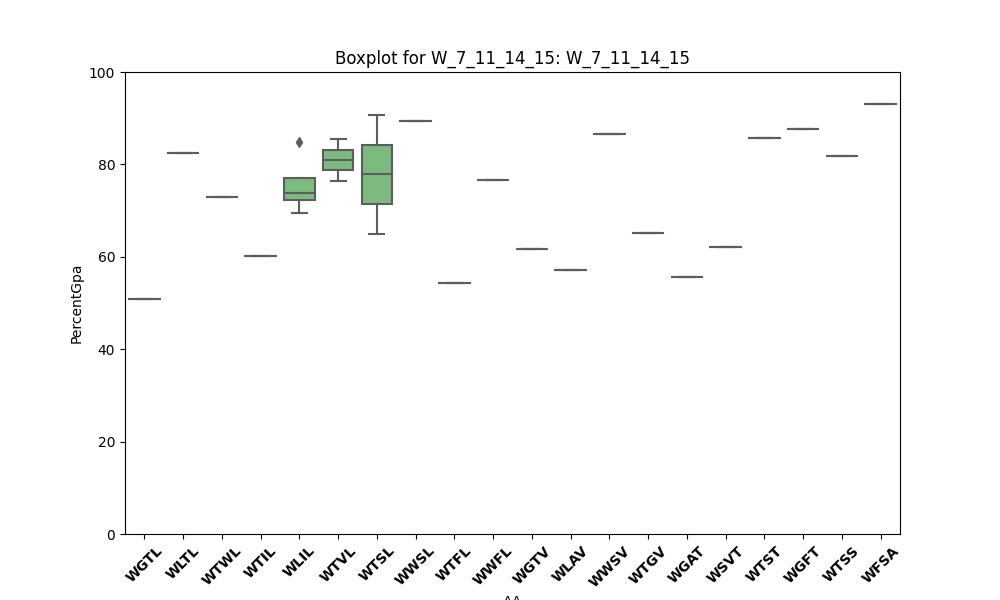 Boxplot for W_7_11_14_15: W_7_11_14_15
PercentGpa
100
80
60
40
20
0
WGTL WLTL WTWL WTIL WLIL WTVL WTSL WWSL WTFL WWFL WGTV WLAV WWSV WTGV WGAT WSVT WTST WGFT WTSS WFSA
AA